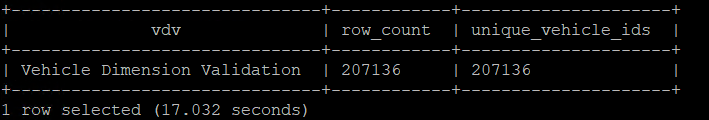 +-------------------------------+------------+---------------------+
|              vdv              | row_count  | unique_vehicle_ids  |
+-------------------------------+------------+---------------------+
| Vehicle Dimension Validation  | 207136     | 207136              |
+-------------------------------+------------+---------------------+
1 row selected (17.032 seconds)